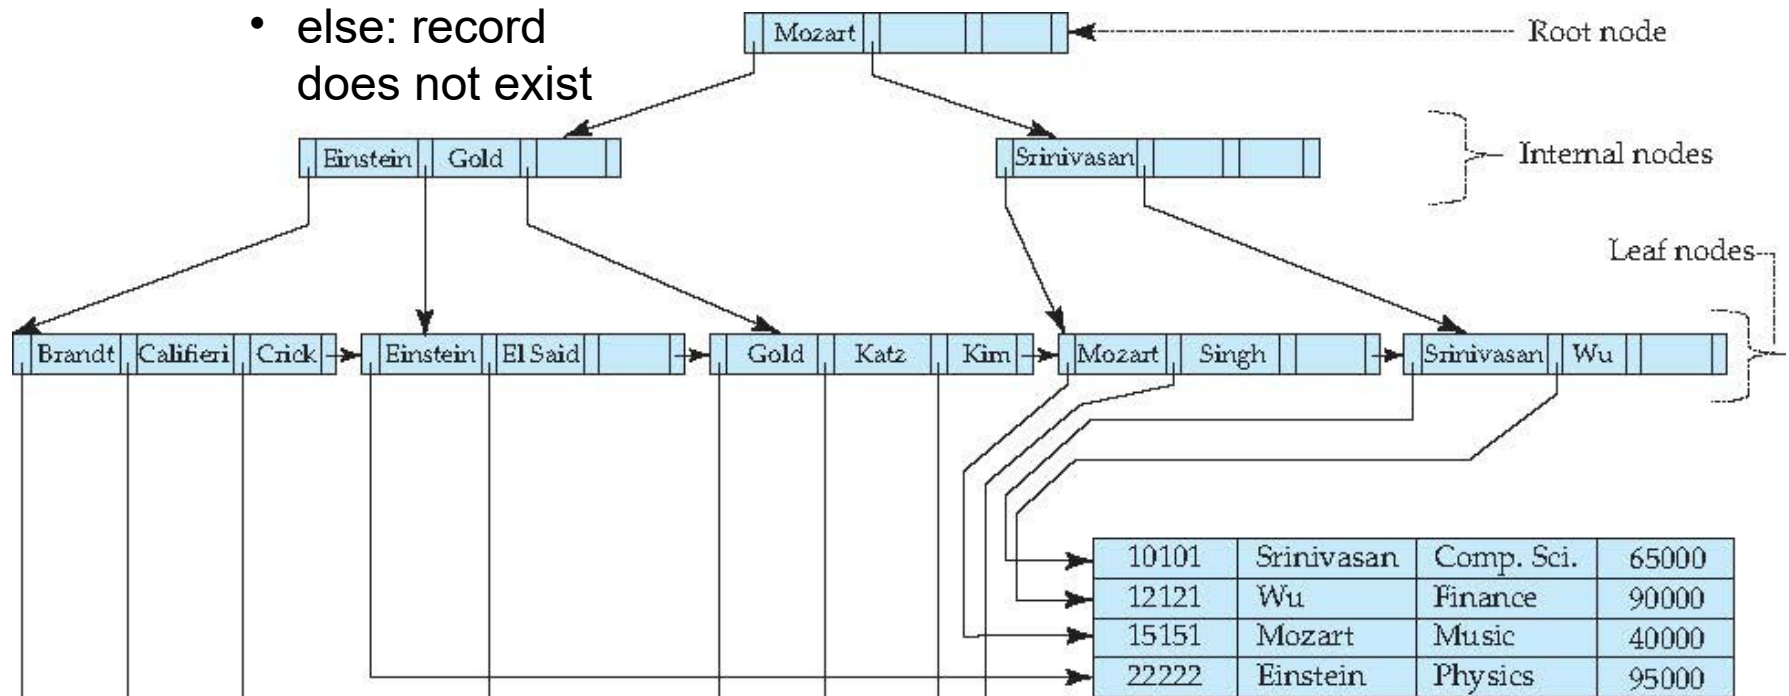 • else: record
does not exist
Mozart
Root node
Einstein Gold
Srinivasan
Internal nodes
Leaf nodes
Brandt Califieri Crick
Einstein El Said
Gold Katz Kim
Mozart Singh
Srinivasan Wu
10101 Srinivasan Comp. Sci. 65000
12121 Wu Finance 90000
15151 Mozart Music 40000
22222 Einstein Physics 95000